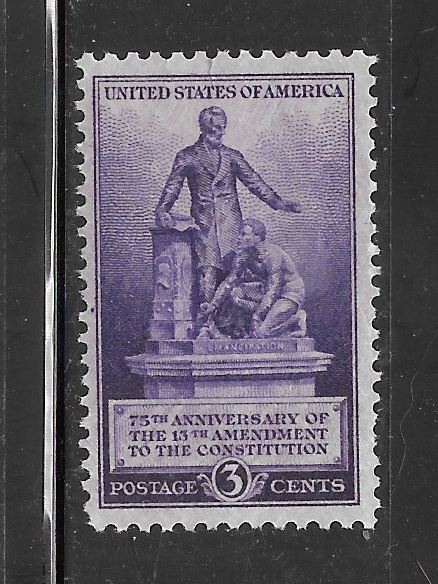 UNITED STATES OF AMERICA
EMANCIPATION
75TH ANNIVERSARY OF
THE 13TH AMENDMENT
TO THE CONSTITUTION
POSTAGE 3 CENTS